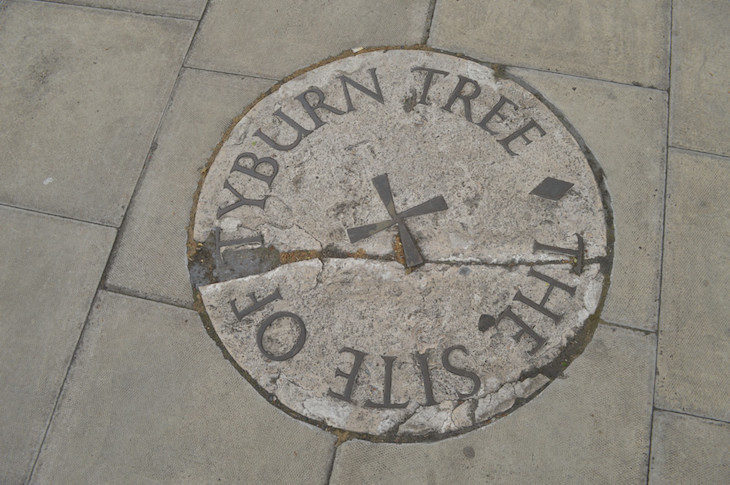 THE SITE OF TYBURN TREE